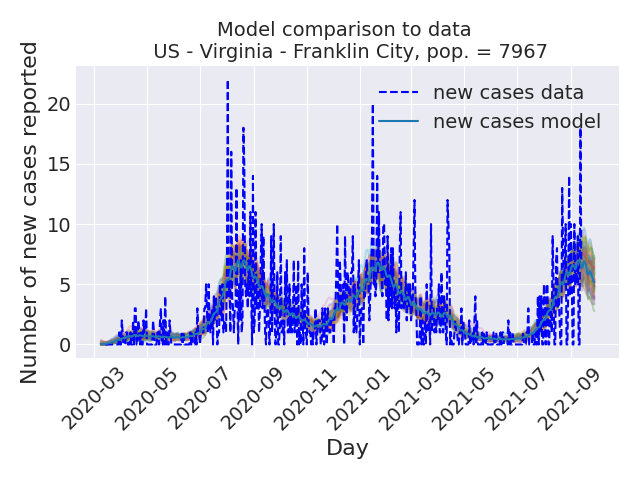 Model comparison to data
US - Virginia - Franklin City, pop. = 7967
Number of new cases reported
20
15
10
5
0
new cases data
new cases model
2020-03
2020-05
2020-07
2020-09
2020-11
2021-01
2021-03
2021-05
2021-07
2021-09
Day